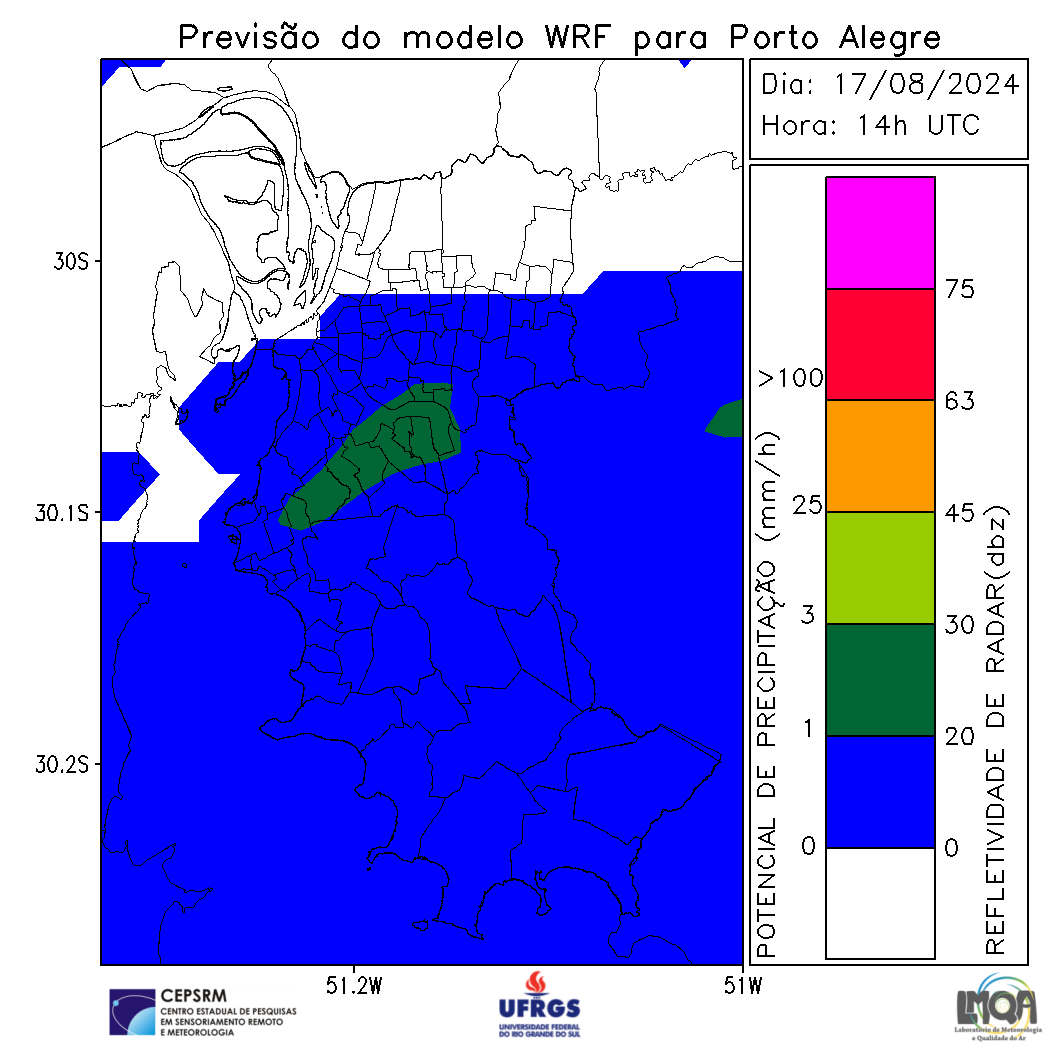 Previsão do modelo WRF para Porto Alegre
Dia: 17/08/2024
Hora: 14h UTC
30S
30.1S
30.2S
51.2W
51W
POTENCIAL DE PRECIPITAÇÃO (mm/h)
>100
25
3
1
0
75
63
45
30
20
0
REFLETIVIDADE DE RADAR(dbz)
CEPSRM
CENTRO ESTADUAL DE PESQUISAS
EM SENSORIAMENTO REMOTO
E METEOROLOGIA
UFRGS
UNIVERSIDADE FEDERAL
DO RIO GRANDE DO SUL
LMQA
Laboratório de Meteorologia
e Qualidade do Ar